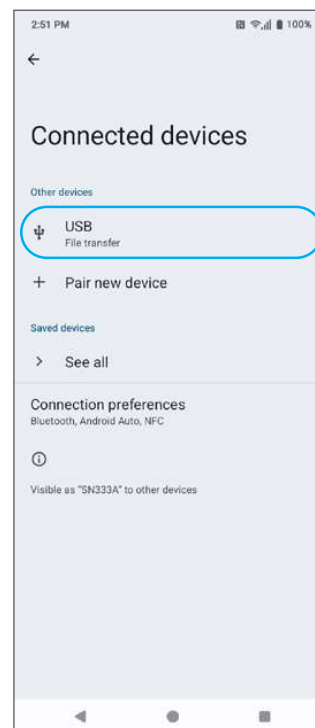 2:51 PM 100%
Connected devices
Other devices
USB
File transfer
Pair new device
Saved devices
See all
Connection preferences
Bluetooth, Android Auto, NFC
Visible as "SN333A" to other devices